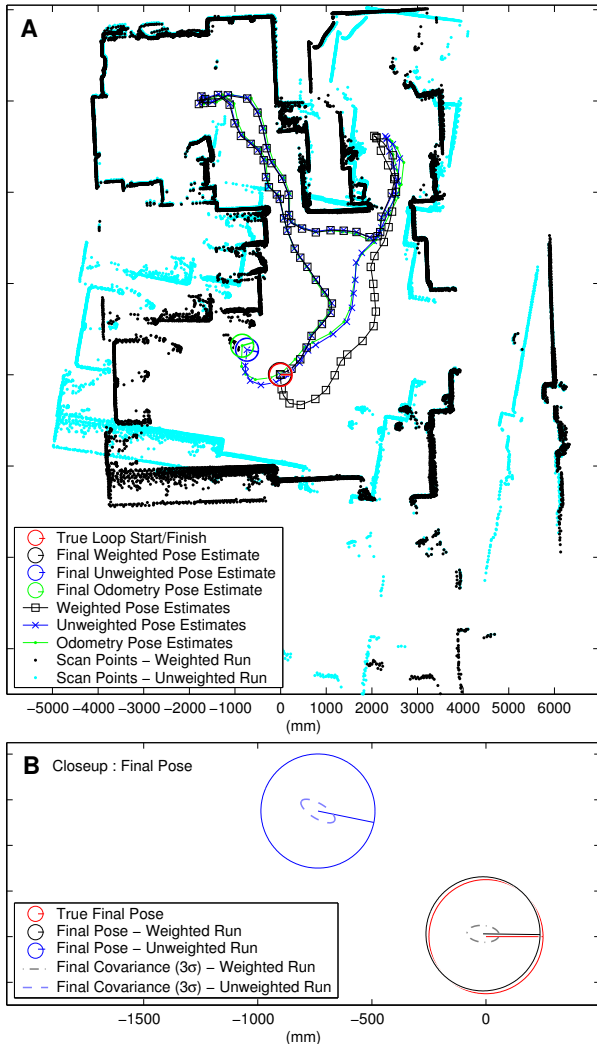 A
True Loop Start/Finish
Final Weighted Pose Estimate
Final Unweighted Pose Estimate
Final Odometry Pose Estimate
Weighted Pose Estimates
Unweighted Pose Estimates
Odometry Pose Estimates
Scan Points − Weighted Run
Scan Points − Unweighted Run
−5000 −4000 −3000 −2000 −1000 0 1000 2000 3000 4000 5000 6000
(mm)
B Closeup : Final Pose
True Final Pose
Final Pose − Weighted Run
Final Pose − Unweighted Run
Final Covariance (3σ) − Weighted Run
Final Covariance (3σ) − Unweighted Run
−1500 −1000 −500 0
(mm)